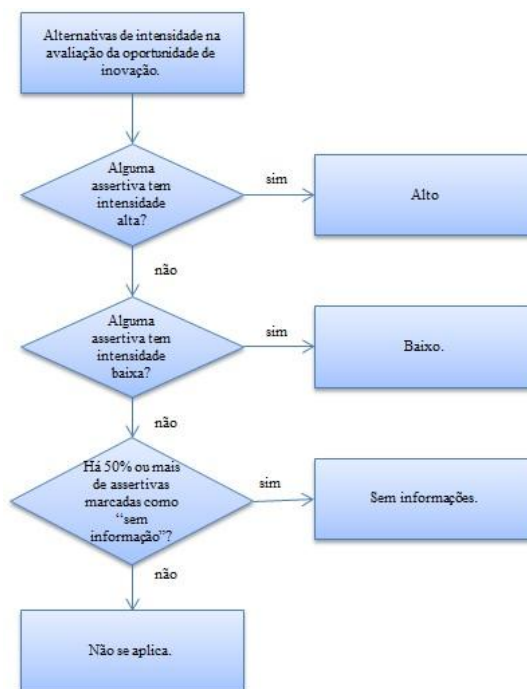 Alternativas de intensidade na
avaliação da oportunidade de
inovação.
Alguma
assertiva tem
intensidade
alta?
sim
Alto
não
Alguma
assertiva tem
intensidade
baixa?
sim
Baixo.
não
Há 50% ou mais
de assertivas
marcadas como
“sem
informação”?
sim
Sem informações.
não
Não se aplica.